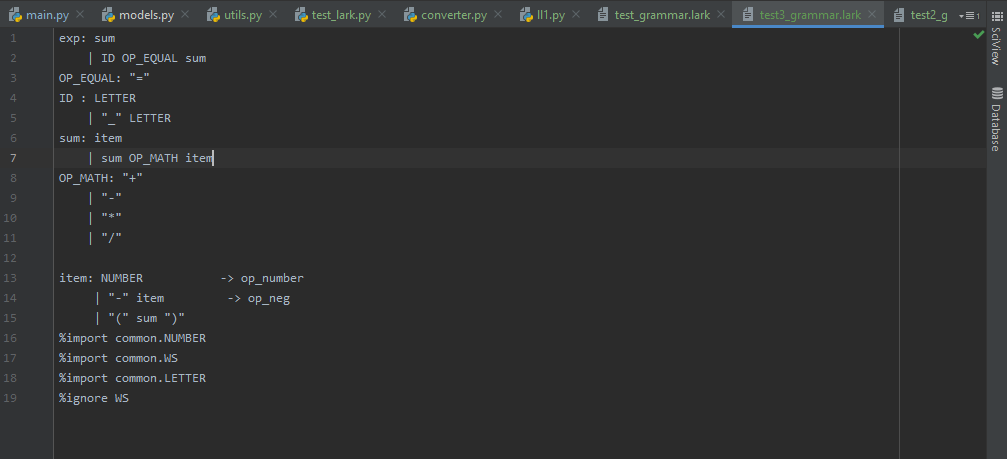 main.py models.py utils.py test_lark.py converter.py ll1.py test_grammar.lark test3_grammar.lark test2_g
1 exp: sum
2 | ID OP_EQUAL sum
3 OP_EQUAL: "="
4 ID : LETTER
5 | "_" LETTER
6 sum: item
7 | sum OP_MATH item
8 OP_MATH: "+"
9 | "-"
10 | "*"
11 | "/"
12
13 item: NUMBER -> op_number
14 | "-" item -> op_neg
15 | "(" sum ")"
16 %import common.NUMBER
17 %import common.WS
18 %import common.LETTER
19 %ignore WS
1
SciView
Database